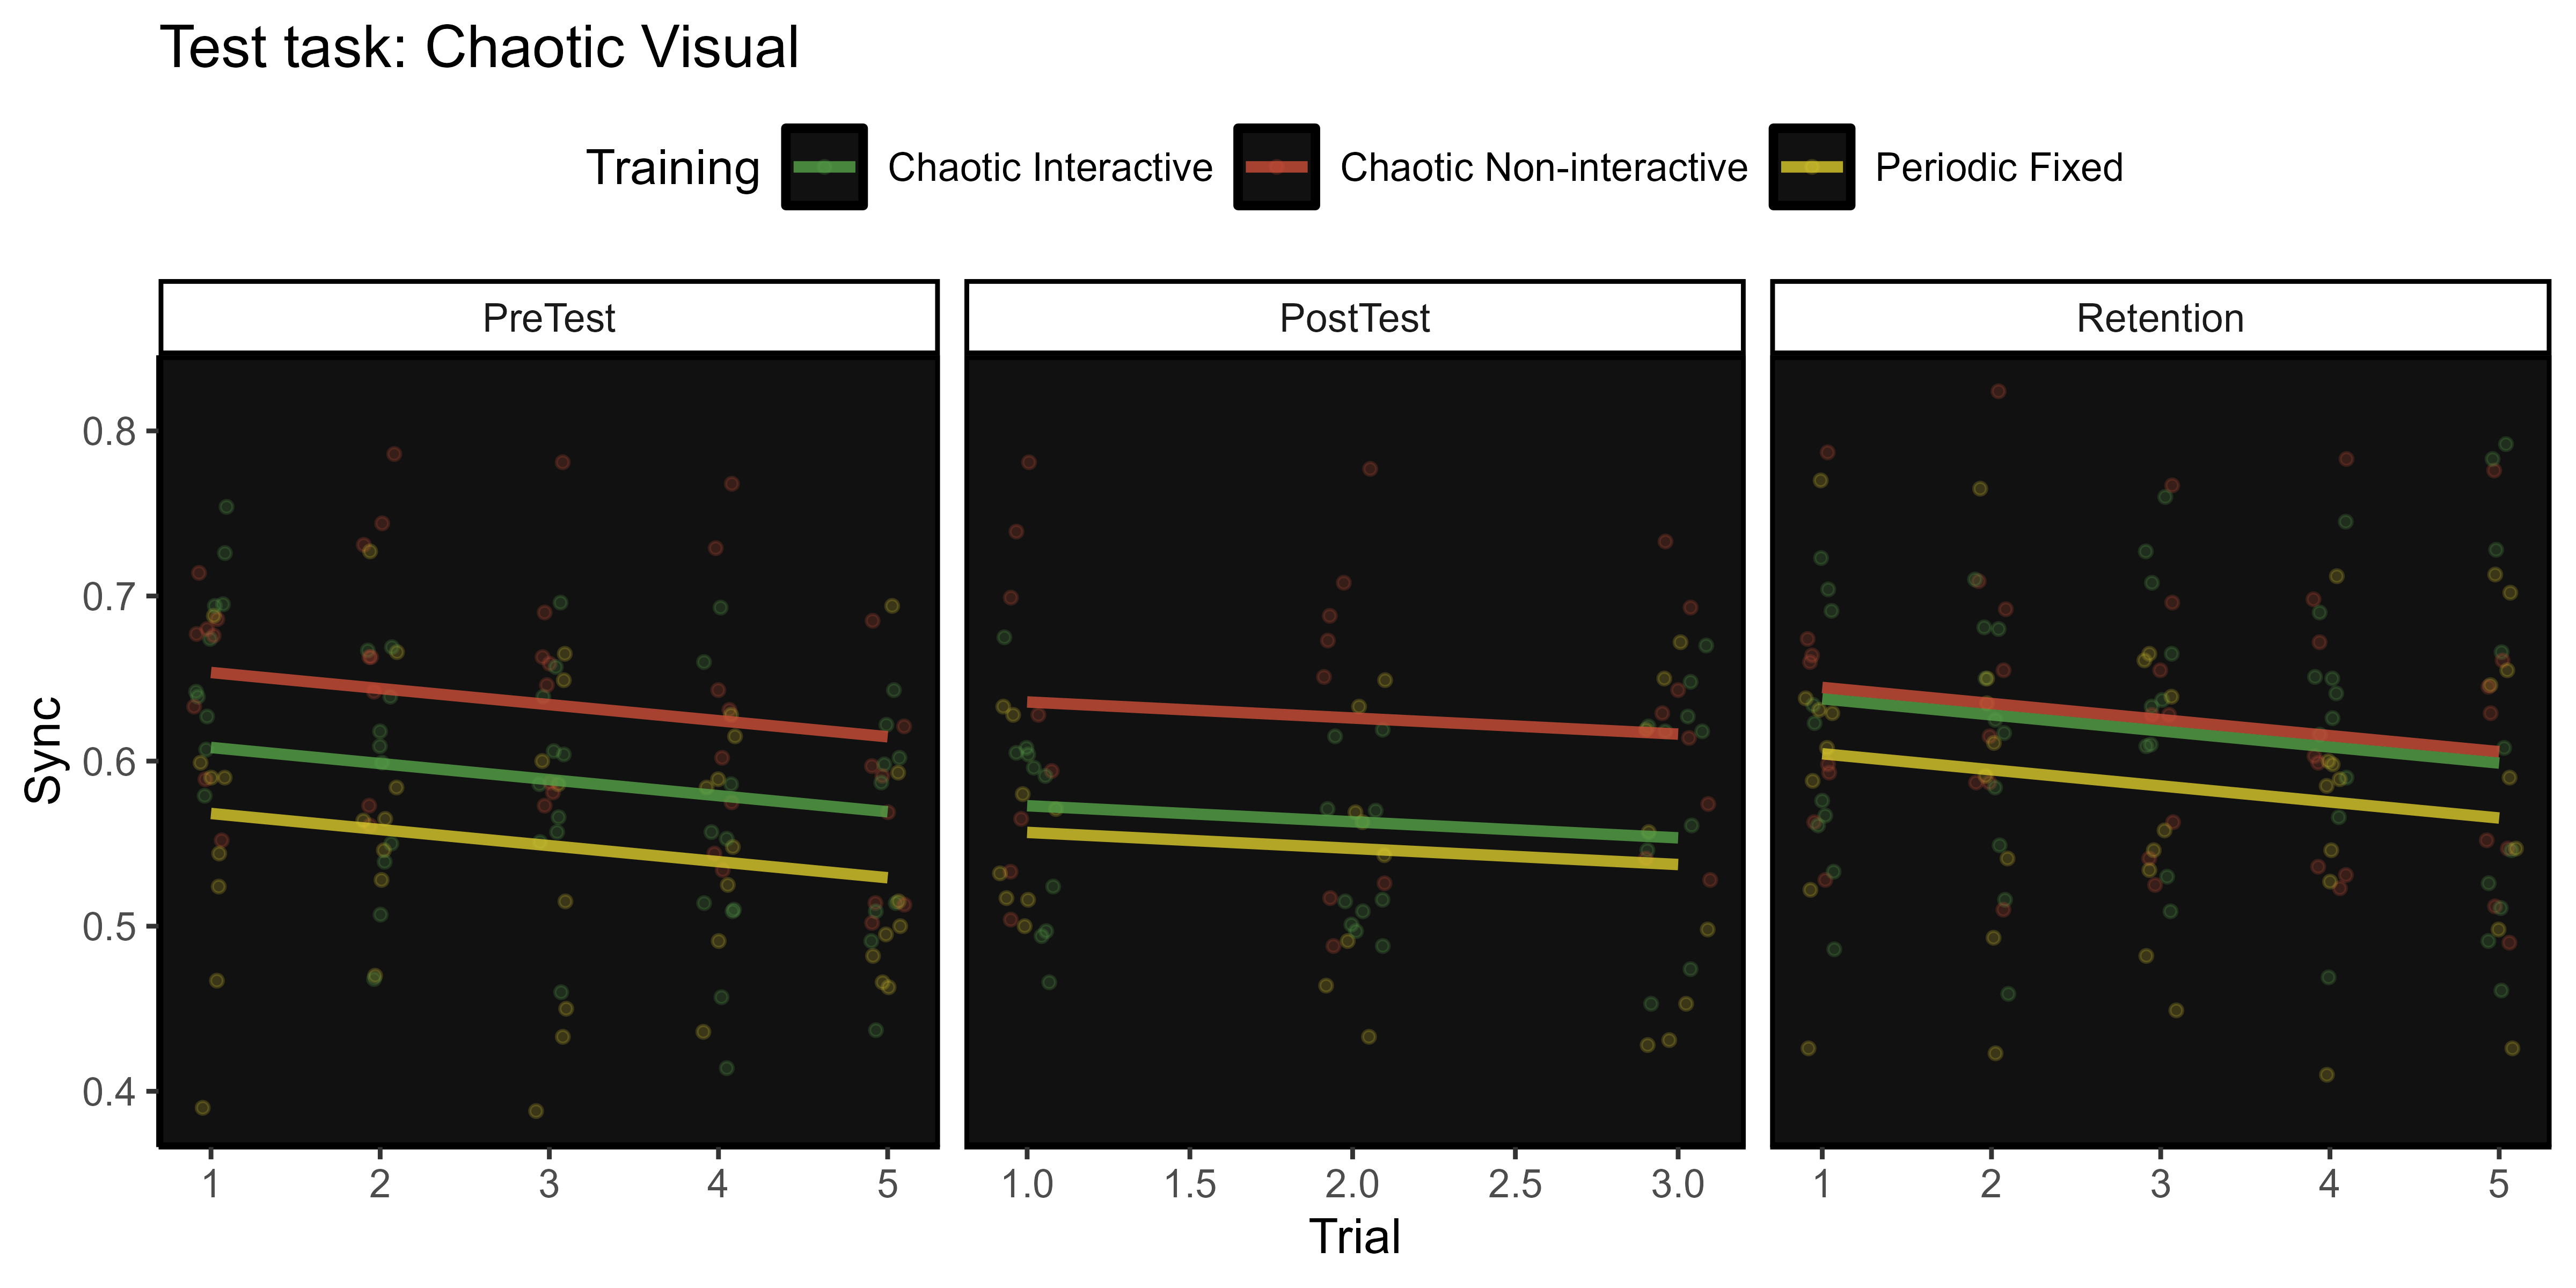 Test task: Chaotic Visual
Training Chaotic Interactive Chaotic Non-interactive Periodic Fixed
PreTest PostTest Retention
Sync
0.8
0.7
0.6
0.5
0.4
1 2 3 4 5 1.0 1.5 2.0 2.5 3.0 1 2 3 4 5
Trial